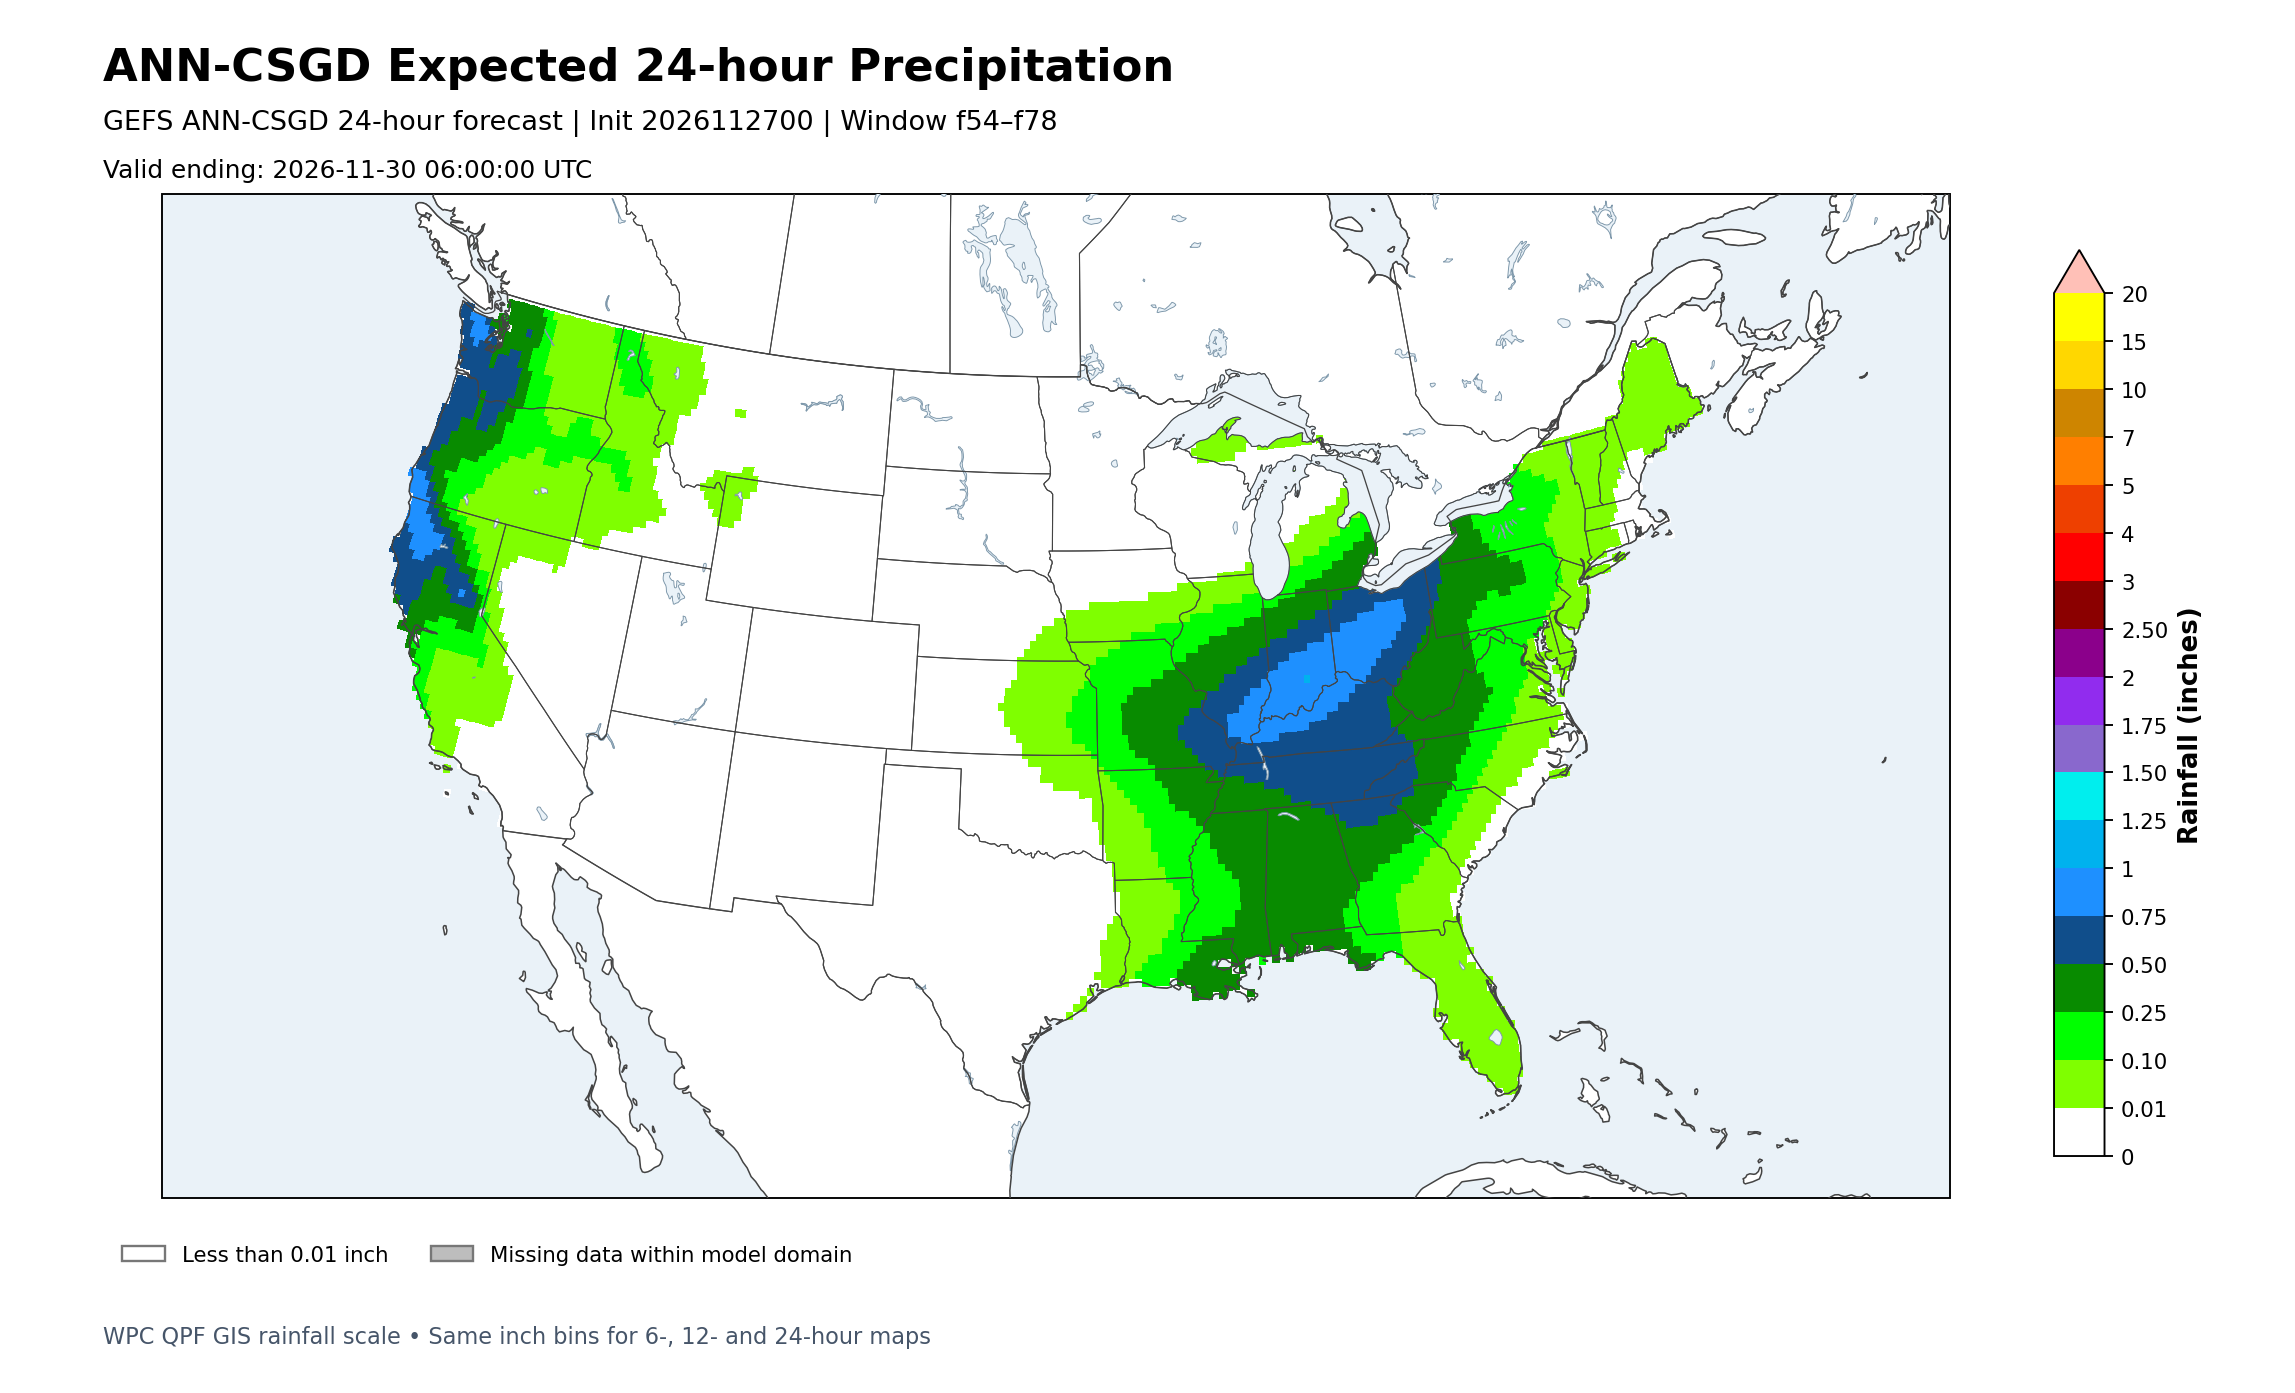 ANN-CSGD Expected 24-hour Precipitation
GEFS ANN-CSGD 24-hour forecast | Init 2026112700 | Window f54–f78
Valid ending: 2026-11-30 06:00:00 UTC
20
15
10
7
5
4
3
2.50
2
1.75
1.50
1.25
1
0.75
0.50
0.25
0.10
0.01
0
Rainfall (inches)
Less than 0.01 inch
Missing data within model domain
WPC QPF GIS rainfall scale • Same inch bins for 6-, 12- and 24-hour maps